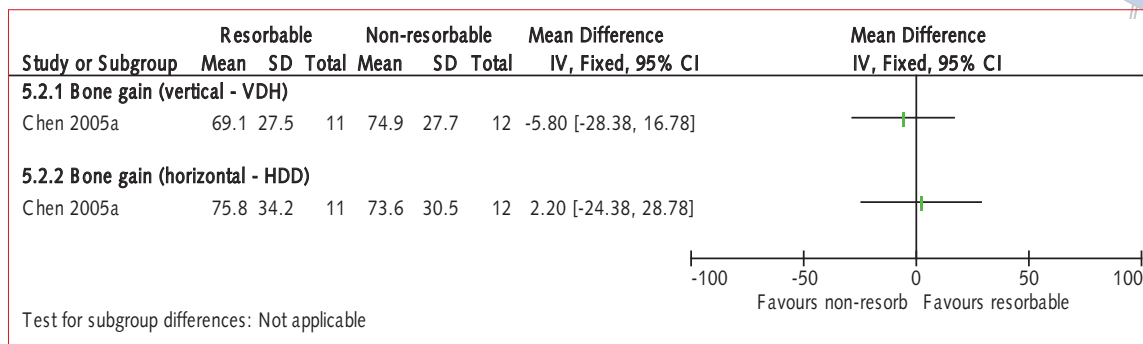 Resorbable Non-resorbable Mean Difference Mean Difference
Study or Subgroup Mean SD Total Mean SD Total IV, Fixed, 95% CI IV, Fixed, 95% CI
5.2.1 Bone gain (vertical - VDH)
Chen 2005a 69.1 27.5 11 74.9 27.7 12 -5.80 [-28.38, 16.78]
5.2.2 Bone gain (horizontal - HDD)
Chen 2005a 75.8 34.2 11 73.6 30.5 12 2.20 [-24.38, 28.78]
-100 -50 0 50 100
Favours non-resorb Favours resorbable
Test for subgroup differences: Not applicable